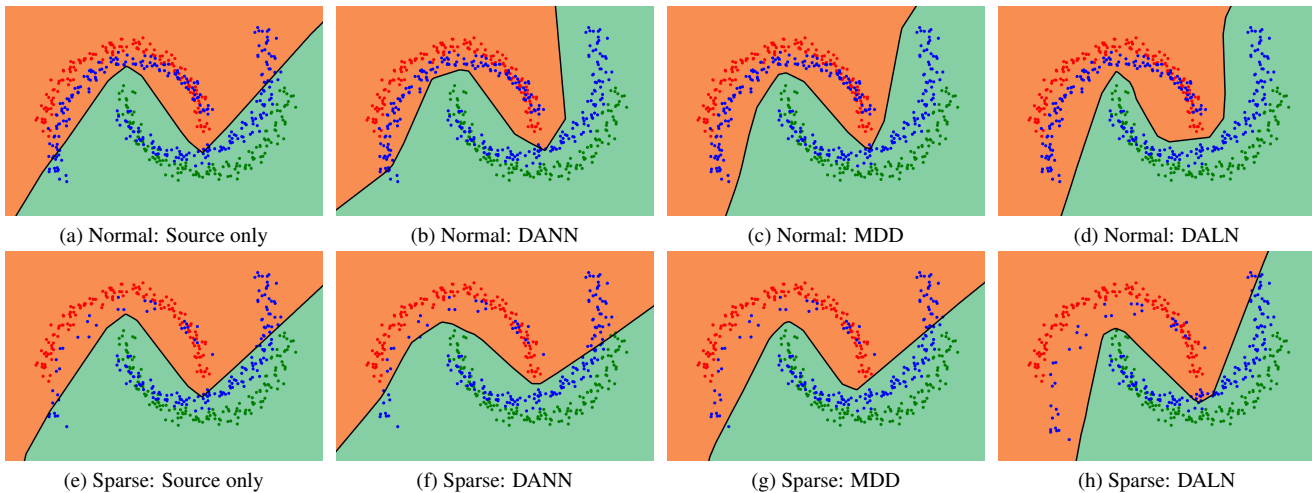 (a) Normal: Source only
(b) Normal: DANN
(c) Normal: MDD
(d) Normal: DALN
(e) Sparse: Source only
(f) Sparse: DANN
(g) Sparse: MDD
(h) Sparse: DALN